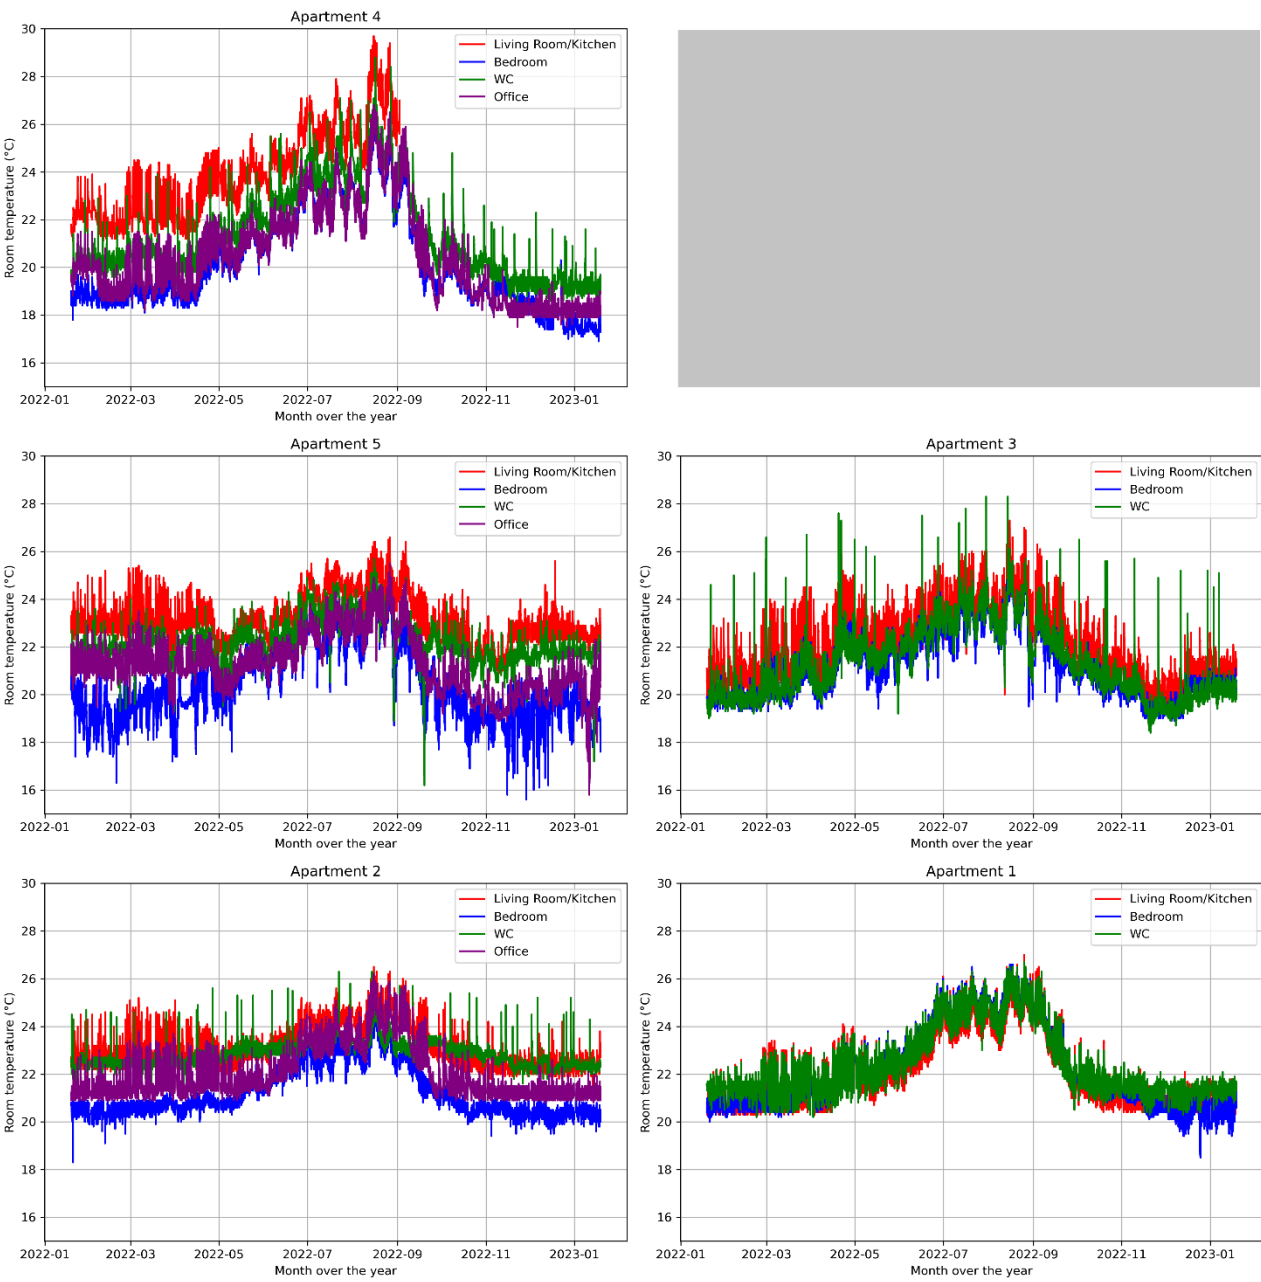 Apartment 4
30
28
26
24
22
20
18
16
Room temperature (°C)
Living Room/Kitchen
Bedroom
WC
Office
2022-01 2022-03 2022-05 2022-07 2022-09 2022-11 2023-01
Month over the year
Apartment 5
30
28
26
24
22
20
18
16
Room temperature (°C)
Living Room/Kitchen
Bedroom
WC
Office
2022-01 2022-03 2022-05 2022-07 2022-09 2022-11 2023-01
Month over the year
Apartment 3
30
28
26
24
22
20
18
16
Room temperature (°C)
Living Room/Kitchen
Bedroom
WC
2022-01 2022-03 2022-05 2022-07 2022-09 2022-11 2023-01
Month over the year
Apartment 2
30
28
26
24
22
20
18
16
Room temperature (°C)
Living Room/Kitchen
Bedroom
WC
Office
2022-01 2022-03 2022-05 2022-07 2022-09 2022-11 2023-01
Month over the year
Apartment 1
30
28
26
24
22
20
18
16
Room temperature (°C)
Living Room/Kitchen
Bedroom
WC
2022-01 2022-03 2022-05 2022-07 2022-09 2022-11 2023-01
Month over the year